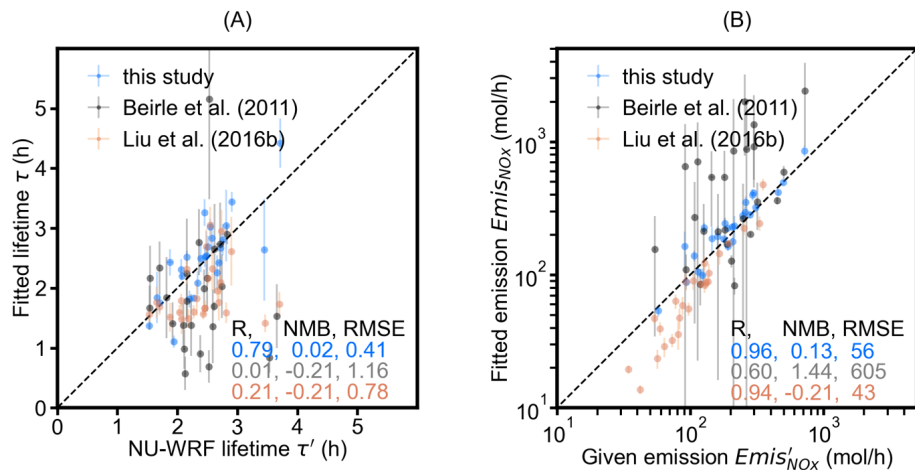 (A)
this study
Beirle et al. (2011)
Liu et al. (2016b)
Fitted lifetime τ (h)
5
4
3
2
1
0
R, NMB, RMSE
0.79, 0.02, 0.41
0.01, -0.21, 1.16
0.21, -0.21, 0.78
0 1 2 3 4 5
NU-WRF lifetime τ′ (h)
(B)
this study
Beirle et al. (2011)
Liu et al. (2016b)
Fitted emission Emis_NOx (mol/h)
10³
10²
10¹
R, NMB, RMSE
0.96, 0.13, 56
0.60, 1.44, 605
0.94, -0.21, 43
10¹ 10² 10³
Given emission Emis′_NOx (mol/h)